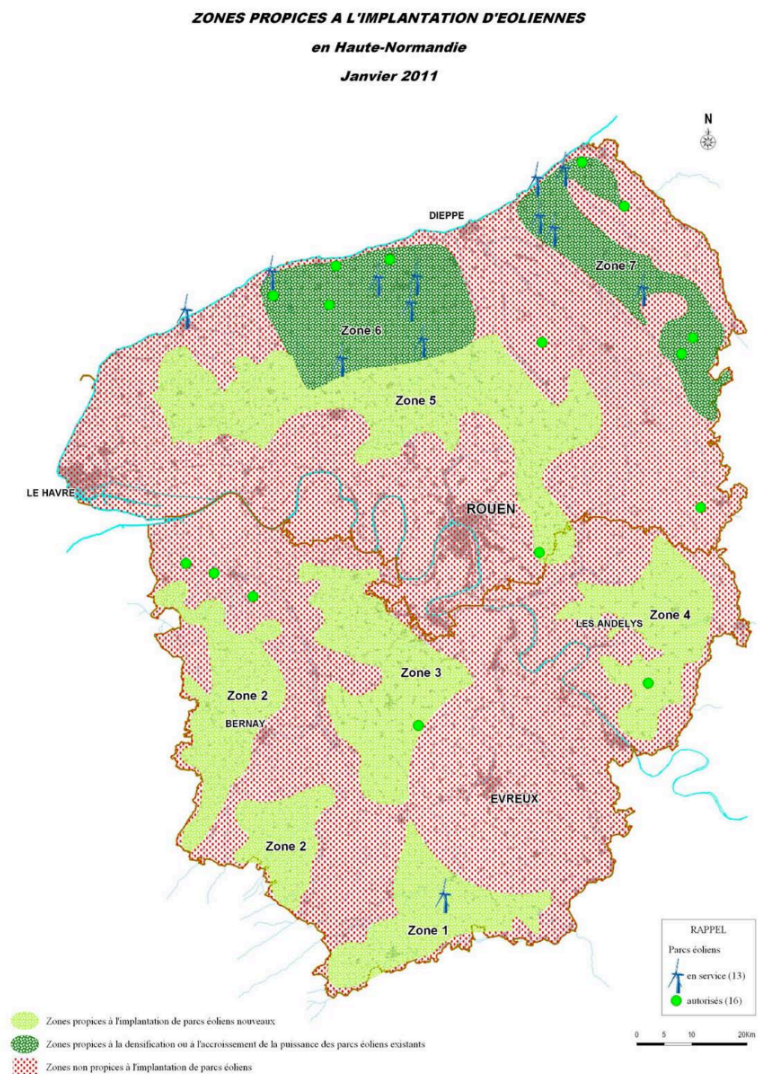 ZONES PROPICES A L'IMPLANTATION D'EOLIENNES
en Haute-Normandie
Janvier 2011
N
DIEPPE
Zone 7
Zone 6
Zone 5
LE HAVRE
ROUEN
LES ANDELYS
Zone 4
Zone 3
Zone 2
BERNAY
EVREUX
Zone 2
Zone 1
RAPPEL
Parcs éoliens
en service (13)
autorisés (16)
0 5 10 20Km
Zones propices à l'implantation de parcs éoliens nouveaux
Zones propices à la densification ou à l'accroissement de la puissance des parcs éoliens existants
Zones non propices à l'implantation de parcs éoliens